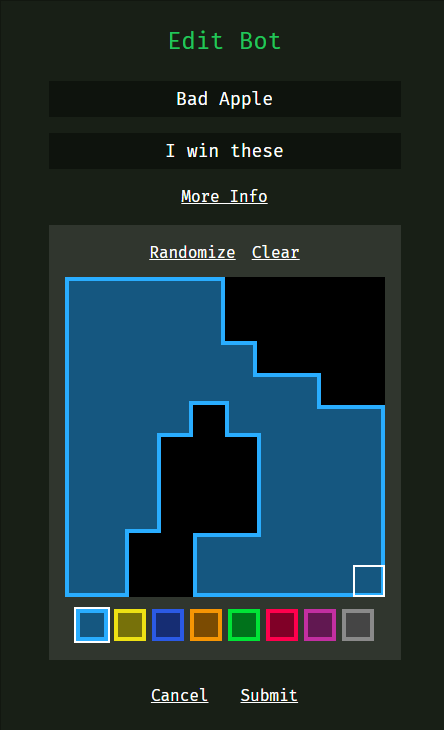 Edit Bot
Bad Apple
I win these
More Info
Randomize Clear
Cancel Submit